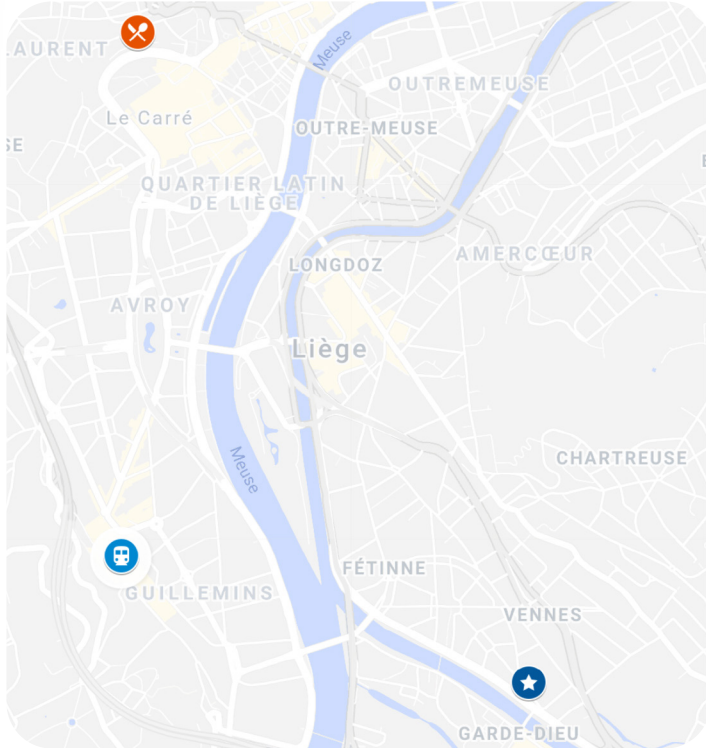 Meuse
AURENT
OUTREMEUSE
Le Carré
OUTRE-MEUSE
SE
QUARTIER LATIN
DE LIÈGE
AMERCŒUR
LONGDOZ
AVROY
Liège
CHARTREUSE
Meuse
FÉTINNE
GUILLEMINS
VENNES
GARDE-DIEU